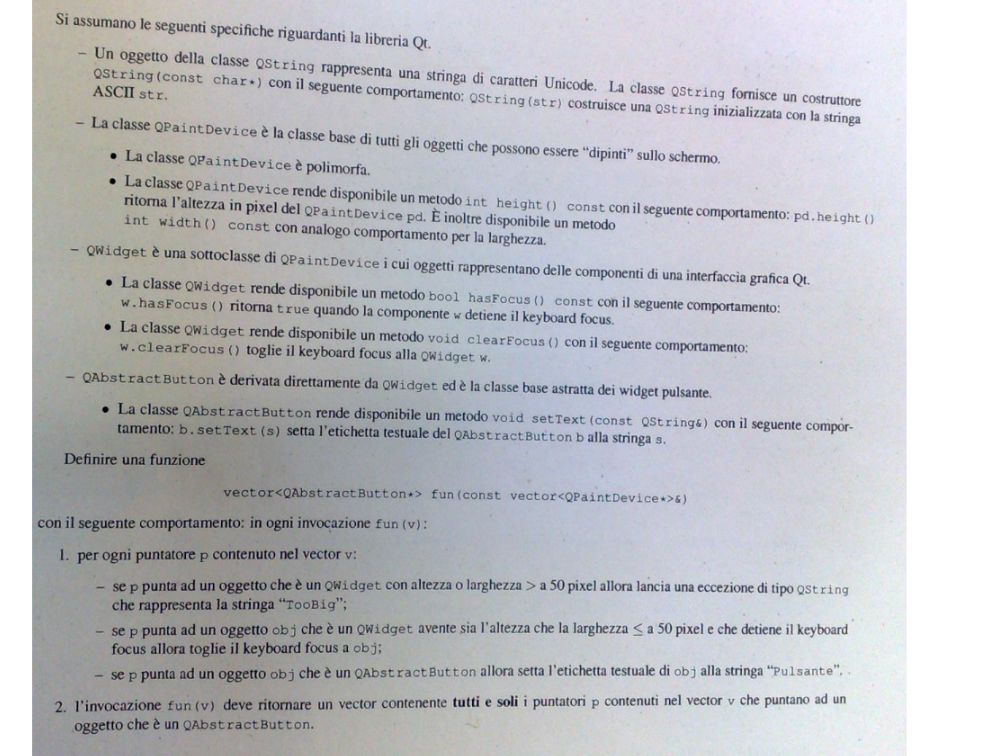 Si assumano le seguenti specifiche riguardanti la libreria Qt.
– Un oggetto della classe QString rappresenta una stringa di caratteri Unicode. La classe QString fornisce un costruttore
QString(const char*) con il seguente comportamento: QString(str) costruisce una QString inizializzata con la stringa
ASCII str.
– La classe QPaintDevice è la classe base di tutti gli oggetti che possono essere “dipinti” sullo schermo.
• La classe QPaintDevice è polimorfa.
• La classe QPaintDevice rende disponibile un metodo int height() const con il seguente comportamento: pd.height()
ritorna l'altezza in pixel del QPaintDevice pd. È inoltre disponibile un metodo
int width() const con analogo comportamento per la larghezza.
– QWidget è una sottoclasse di QPaintDevice i cui oggetti rappresentano delle componenti di una interfaccia grafica Qt.
• La classe QWidget rende disponibile un metodo bool hasFocus() const con il seguente comportamento:
w.hasFocus() ritorna true quando la componente w detiene il keyboard focus.
• La classe QWidget rende disponibile un metodo void clearFocus() con il seguente comportamento:
w.clearFocus() toglie il keyboard focus alla QWidget w.
– QAbstractButton è derivata direttamente da QWidget ed è la classe base astratta dei widget pulsante.
• La classe QAbstractButton rende disponibile un metodo void setText(const QString&) con il seguente compor-
tamento: b.setText(s) setta l'etichetta testuale del QAbstractButton b alla stringa s.
Definire una funzione
vector<QAbstractButton*> fun(const vector<QPaintDevice*>&)
con il seguente comportamento: in ogni invocazione fun(v):
1. per ogni puntatore p contenuto nel vector v:
– se p punta ad un oggetto che è un QWidget con altezza o larghezza > a 50 pixel allora lancia una eccezione di tipo QString
che rappresenta la stringa “TooBig”;
– se p punta ad un oggetto obj che è un QWidget avente sia l'altezza che la larghezza ≤ a 50 pixel e che detiene il keyboard
focus allora toglie il keyboard focus a obj;
– se p punta ad un oggetto obj che è un QAbstractButton allora setta l'etichetta testuale di obj alla stringa “Pulsante”.
2. l'invocazione fun(v) deve ritornare un vector contenente tutti e soli i puntatori p contenuti nel vector v che puntano ad un
oggetto che è un QAbstractButton.